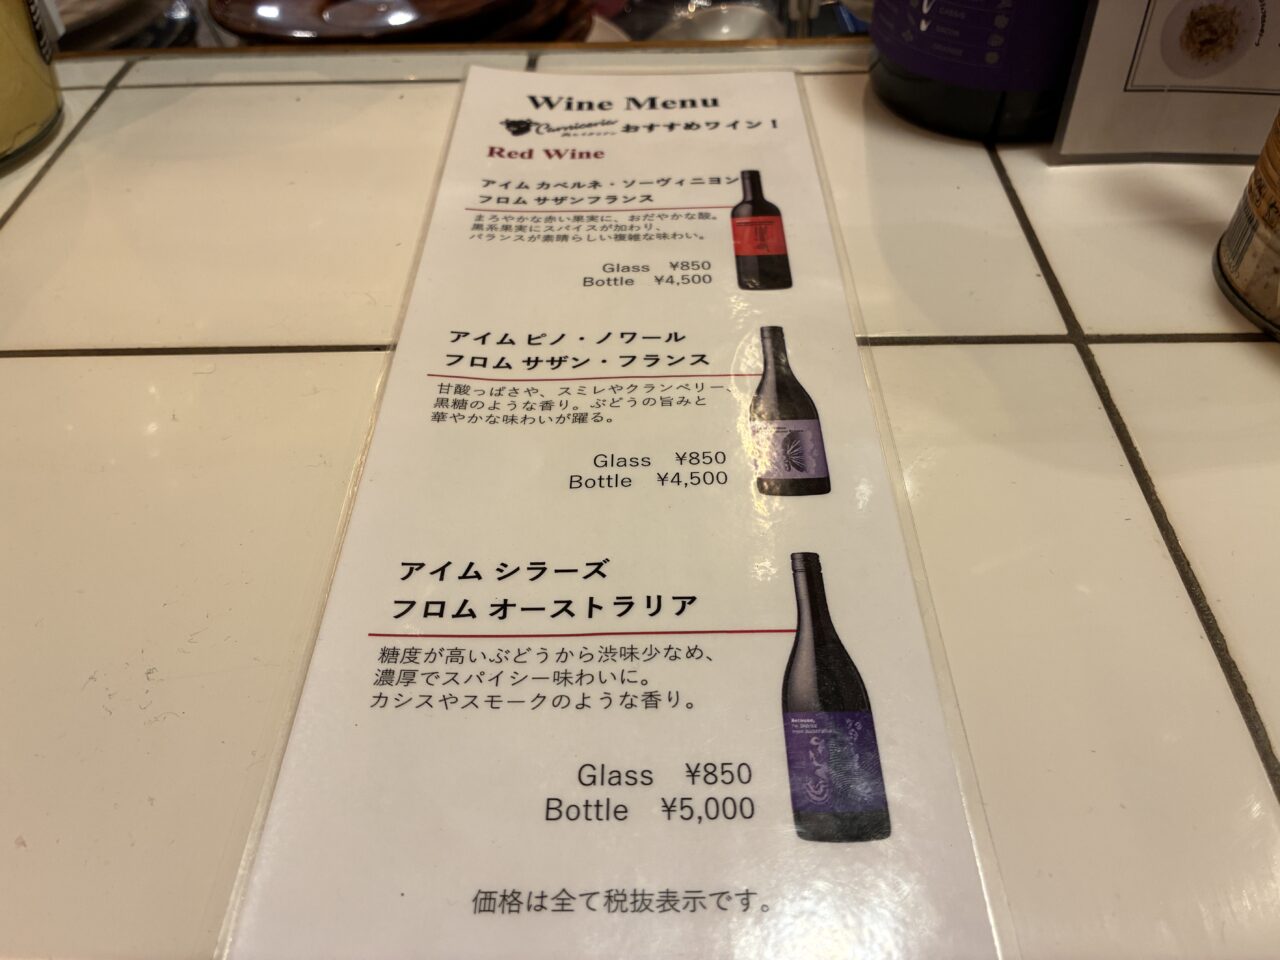 Wine Menu
Carniceria おすすめワイン！
Red Wine
アイム カベルネ・ソーヴィニヨン
フロム サザンフランス
まろやかな赤い果実に、おだやかな酸。
黒系果実にスパイスが加わり、
バランスが素晴らしい複雑な味わい。
Glass ¥850
Bottle ¥4,500
アイム ピノ・ノワール
フロム サザン・フランス
甘酸っぱさや、スミレやクランベリー、
黒糖のような香り。ぶどうの旨みと
華やかな味わいが躍る。
Glass ¥850
Bottle ¥4,500
アイム シラーズ
フロム オーストラリア
糖度が高いぶどうから渋味少なめ、
濃厚でスパイシー味わいに。
カシスやスモークのような香り。
Because,
Glass ¥850
Bottle ¥5,000
価格は全て税抜表示です。